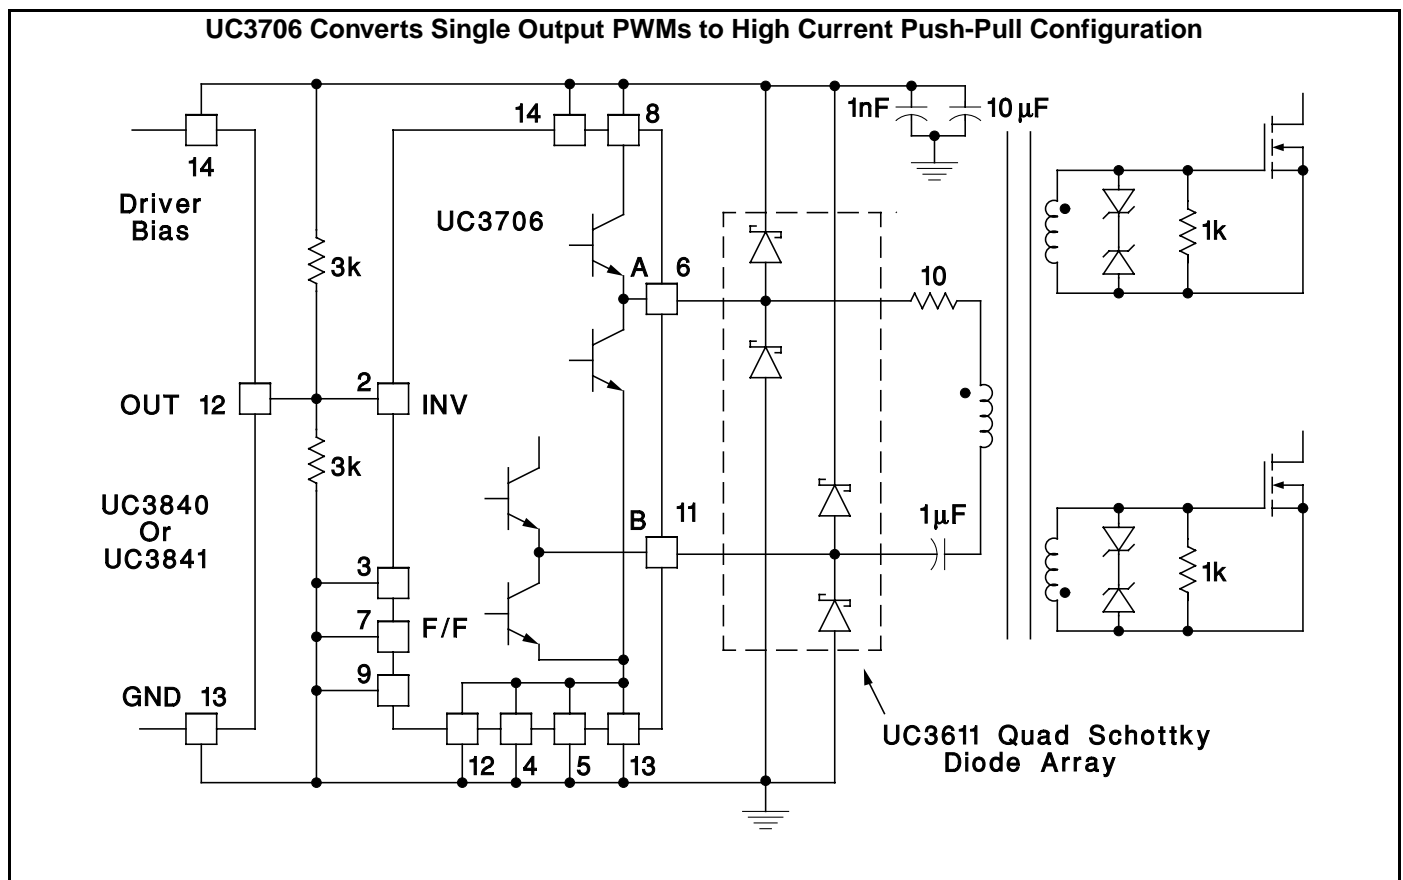 UC3706 Converts Single Output PWMs to High Current Push-Pull Configuration
14
8
1nF
10 µF
14
Driver
Bias
UC3706
A
6
3k
10
1k
OUT 12
2
INV
3k
UC3840
Or
UC3841
B
11
1µF
3
7
F/F
9
1k
GND 13
12
4
5
13
UC3611 Quad Schottky
Diode Array